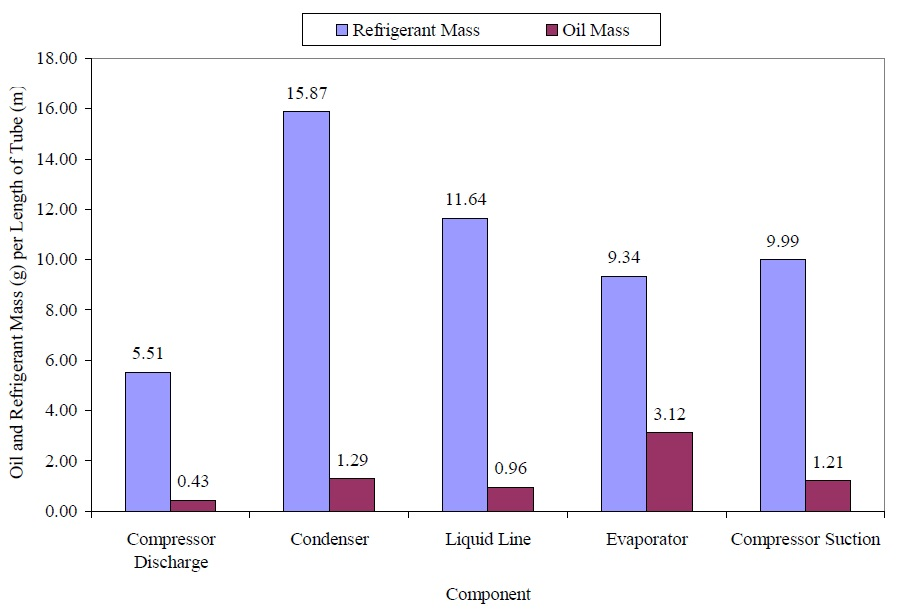 Refrigerant Mass Oil Mass
Oil and Refrigerant Mass (g) per Length of Tube (m)
18.00
16.00
14.00
12.00
10.00
8.00
6.00
4.00
2.00
0.00
5.51
0.43
15.87
1.29
11.64
0.96
9.34
3.12
9.99
1.21
Compressor
Discharge
Condenser
Liquid Line
Evaporator
Compressor Suction
Component